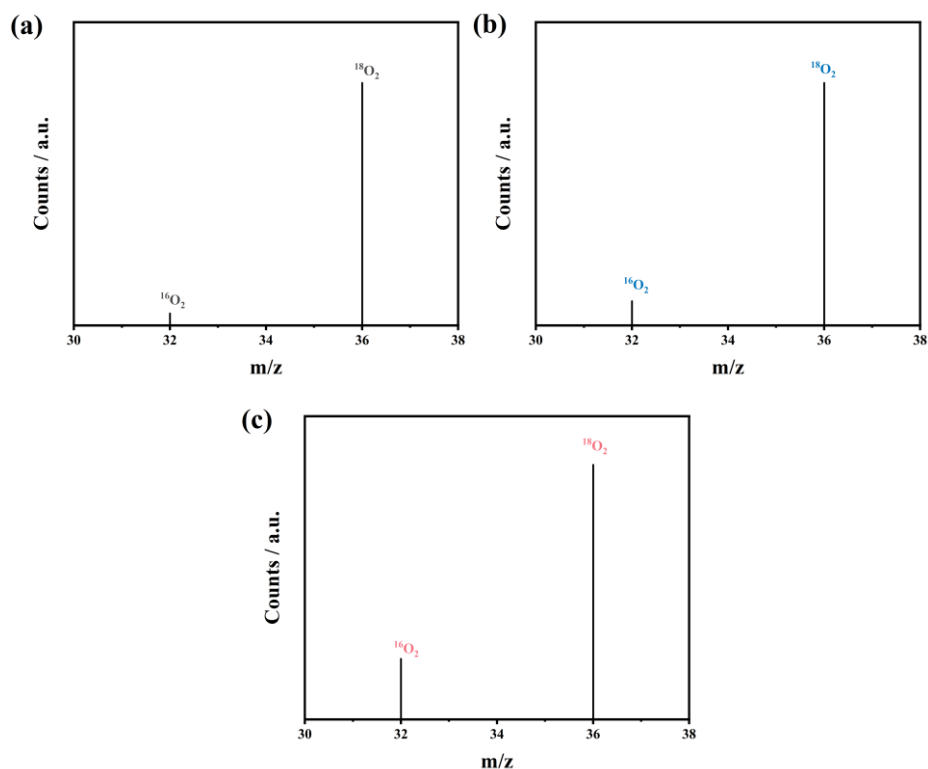 (a)
Counts / a.u.
¹⁶O₂
¹⁸O₂
30 32 34 36 38
m/z
(b)
Counts / a.u.
¹⁶O₂
¹⁸O₂
30 32 34 36 38
m/z
(c)
Counts / a.u.
¹⁶O₂
¹⁸O₂
30 32 34 36 38
m/z